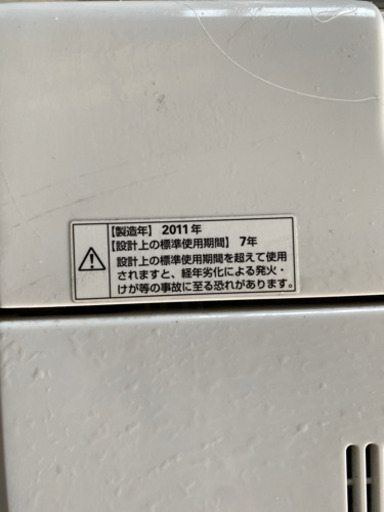 【製造年】 2011年
【設計上の標準使用期間】 7年
設計上の標準使用期間を超えて使用
されますと、経年劣化による発火・
けが等の事故に至る恐れがあります。